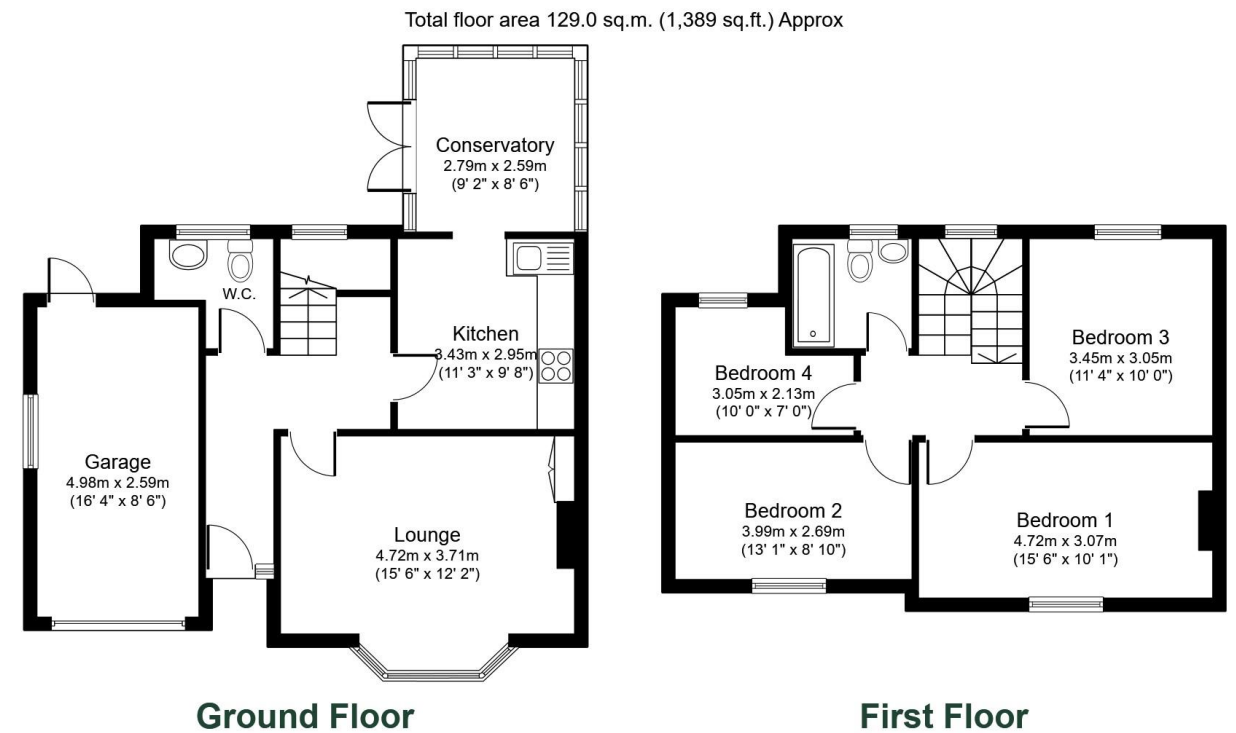 Total floor area 129.0 sq.m. (1,389 sq.ft.) Approx
Conservatory
2.79m x 2.59m
(9' 2" x 8' 6")
W.C.
Kitchen
3.43m x 2.95m
(11' 3" x 9' 8")
Garage
4.98m x 2.59m
(16' 4" x 8' 6")
Lounge
4.72m x 3.71m
(15' 6" x 12' 2")
Ground Floor
Bedroom 3
3.45m x 3.05m
(11' 4" x 10' 0")
Bedroom 4
3.05m x 2.13m
(10' 0" x 7' 0")
Bedroom 2
3.99m x 2.69m
(13' 1" x 8' 10")
Bedroom 1
4.72m x 3.07m
(15' 6" x 10' 1")
First Floor